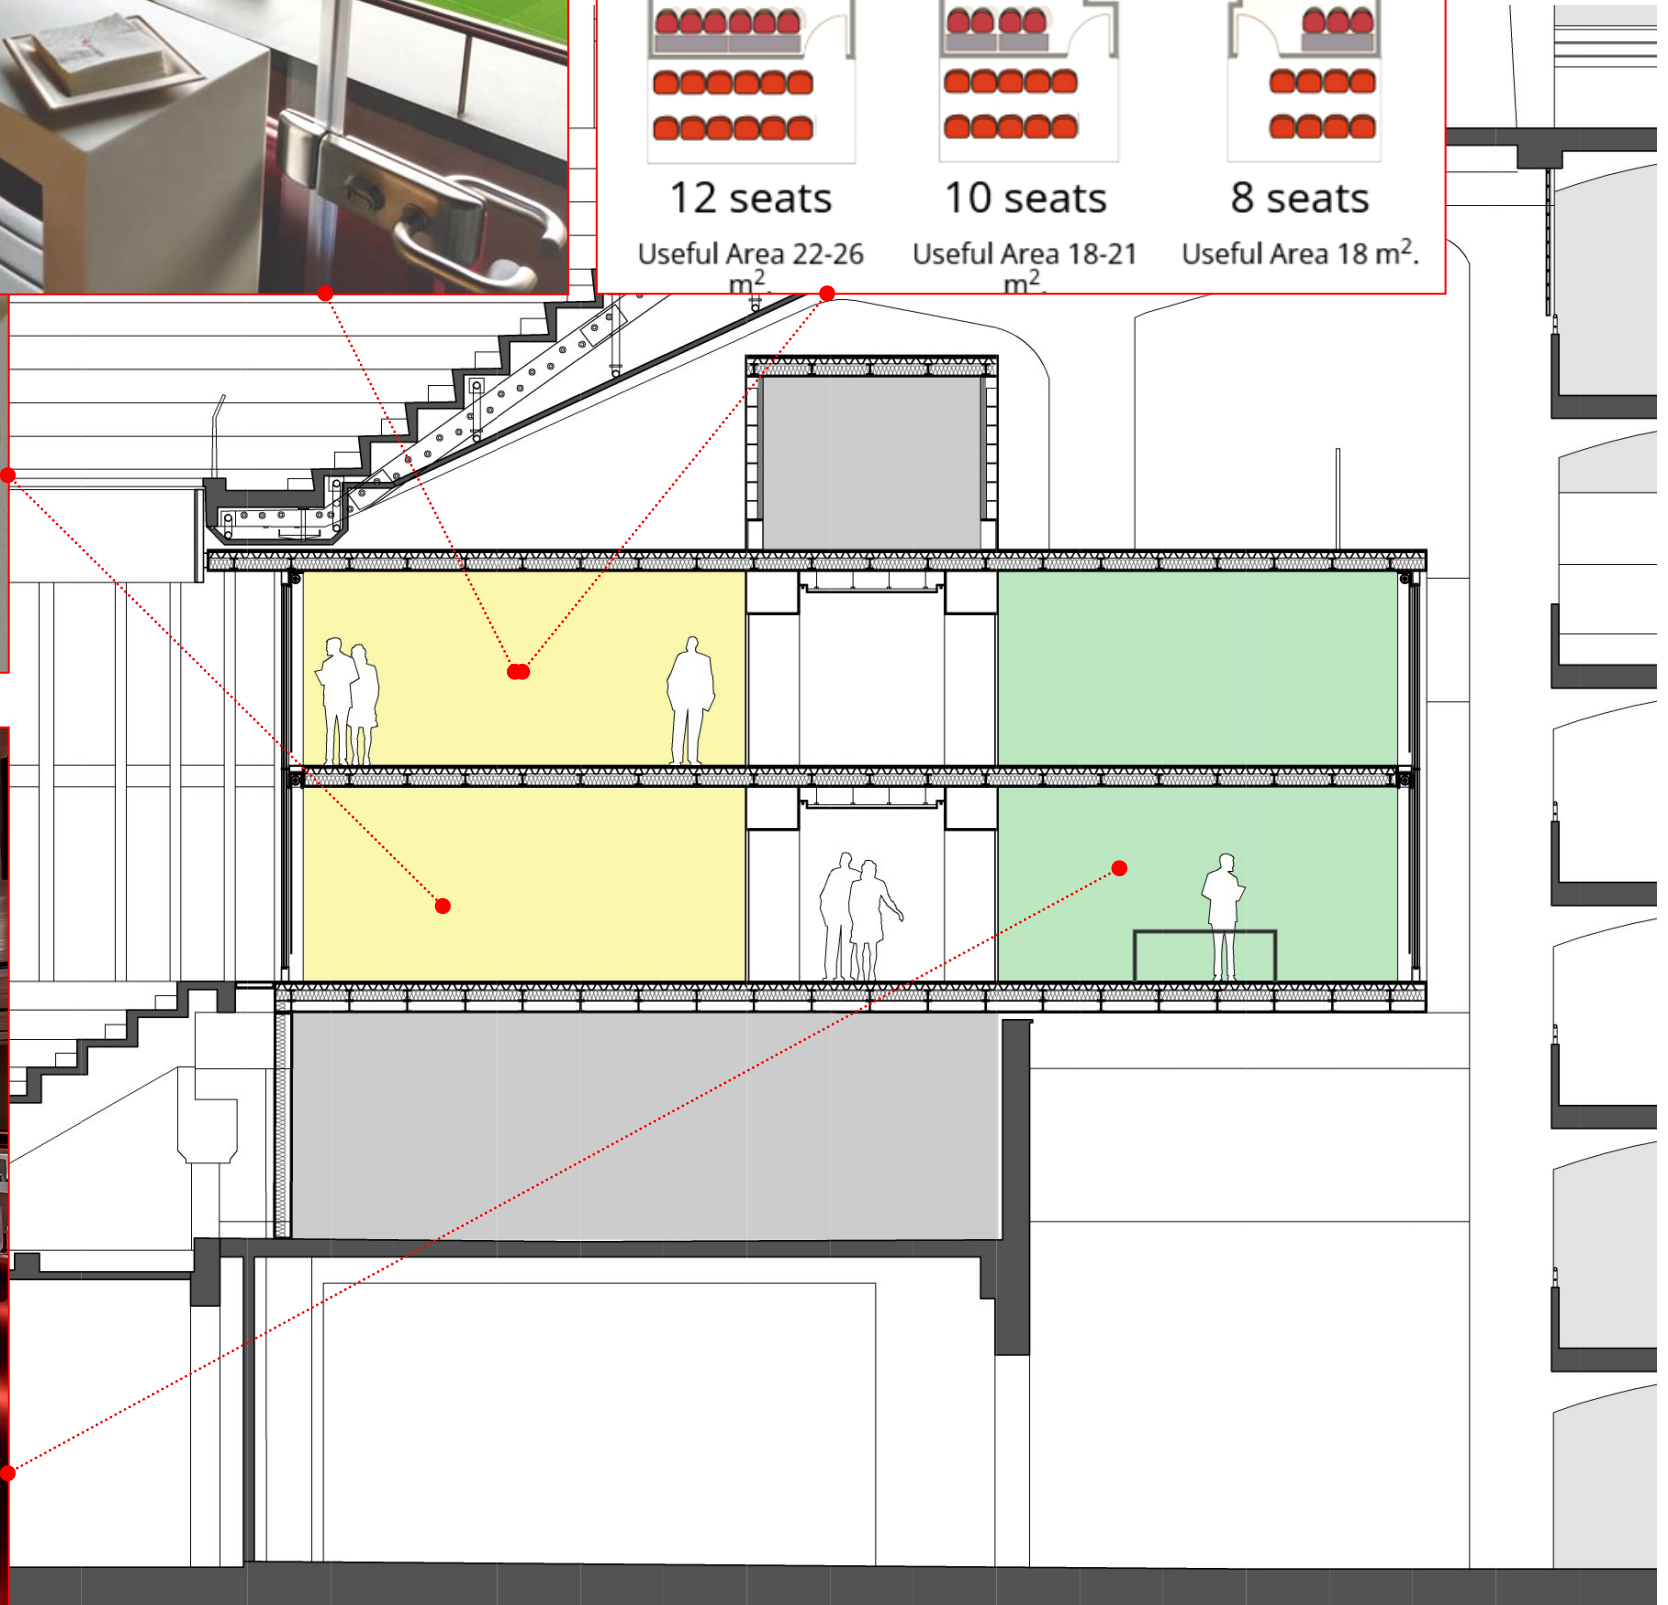 12 seats
Useful Area 22-26
m².
10 seats
Useful Area 18-21
m².
8 seats
Useful Area 18 m².